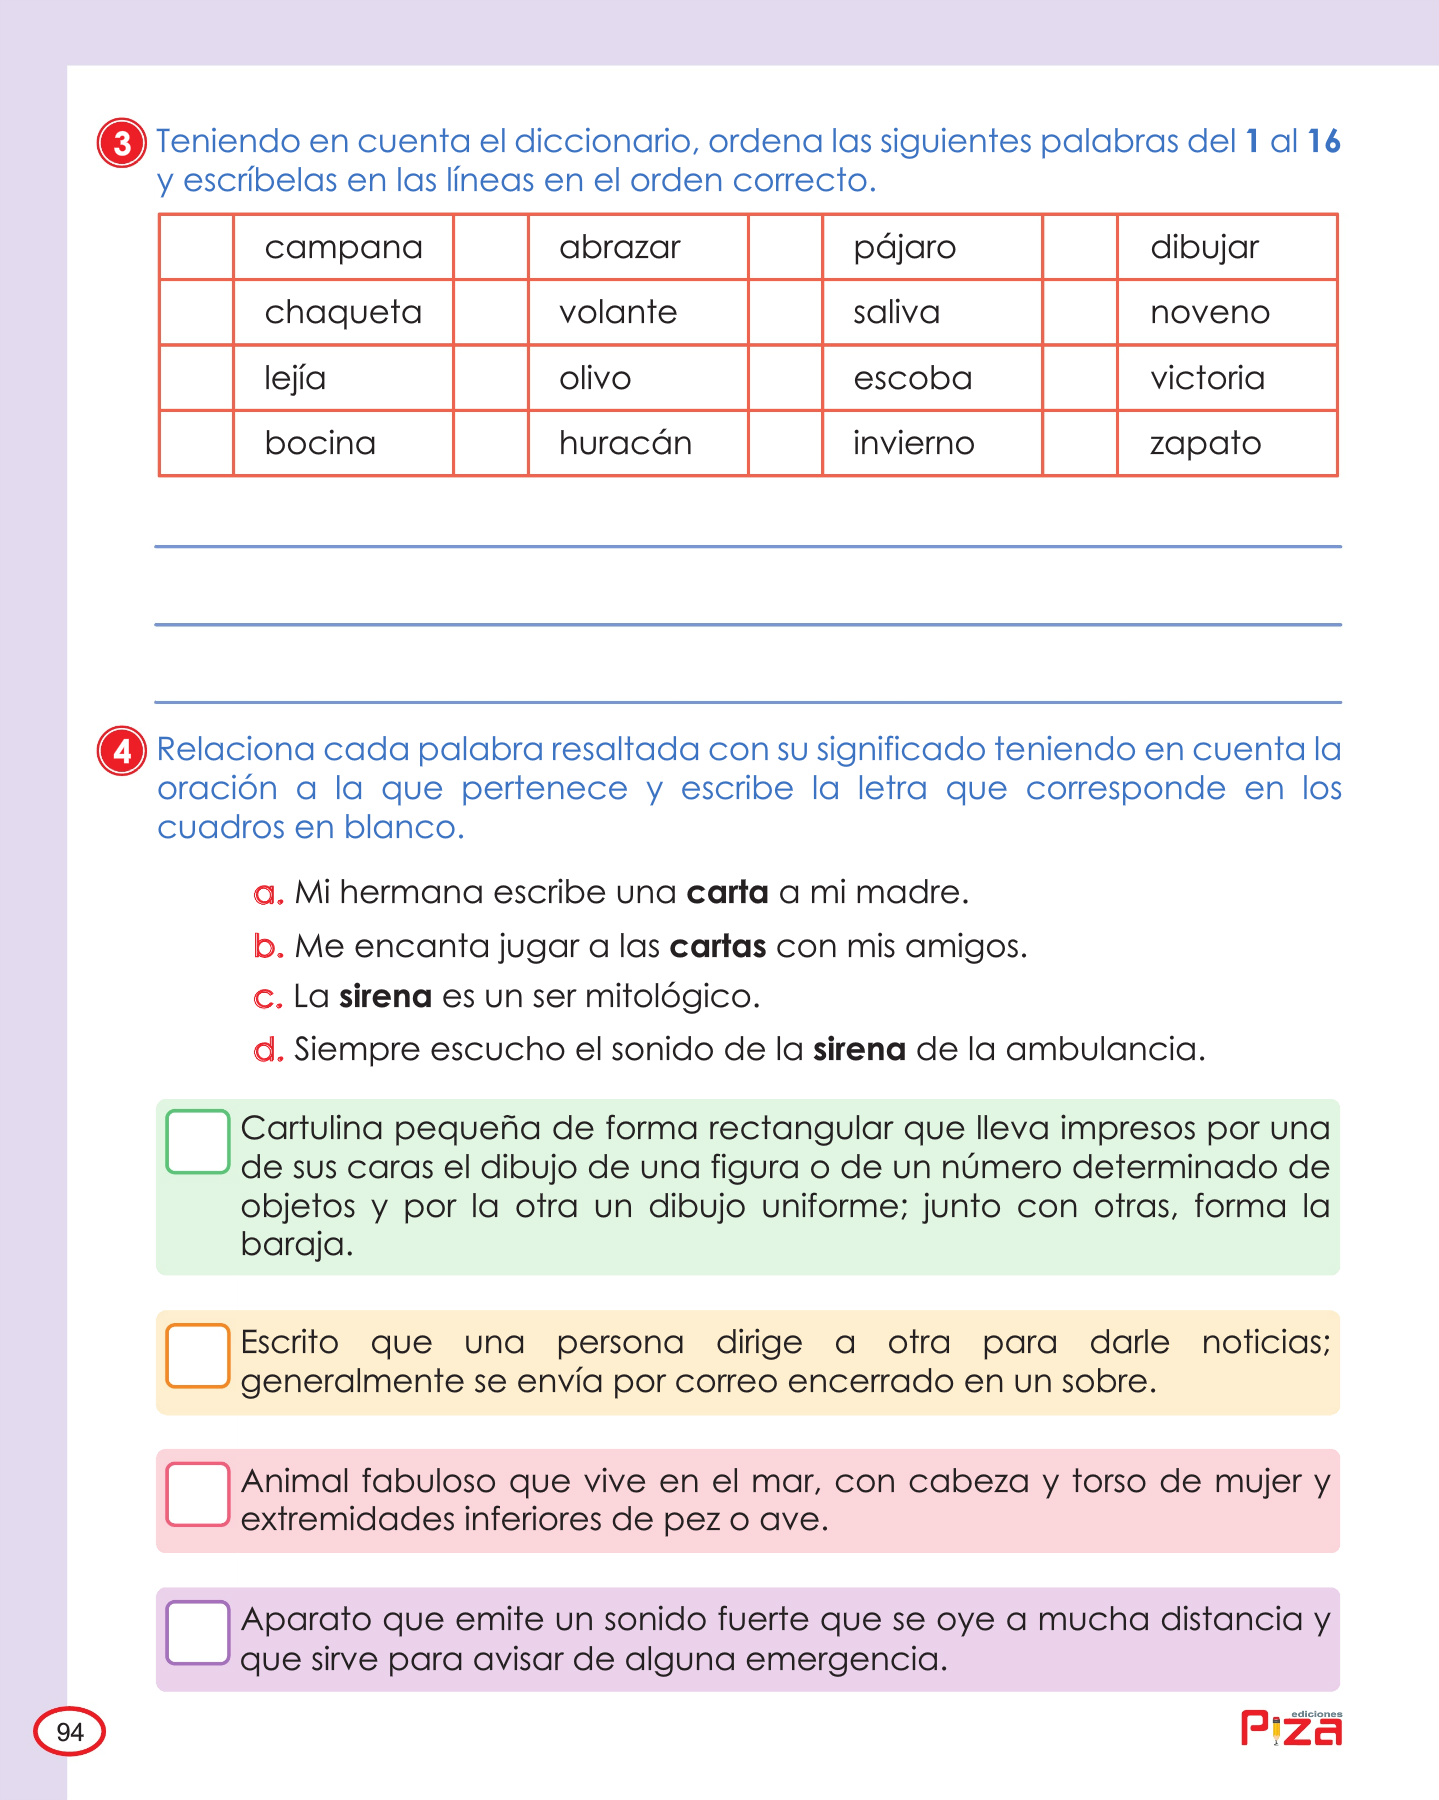 3 Teniendo en cuenta el diccionario, ordena las siguientes palabras del 1 al 16
y escríbelas en las líneas en el orden correcto.
campana abrazar pájaro dibujar
chaqueta volante saliva noveno
lejía olivo escoba victoria
bocina huracán invierno zapato
4 Relaciona cada palabra resaltada con su significado teniendo en cuenta la
oración a la que pertenece y escribe la letra que corresponde en los
cuadros en blanco.
a. Mi hermana escribe una carta a mi madre.
b. Me encanta jugar a las cartas con mis amigos.
c. La sirena es un ser mitológico.
d. Siempre escucho el sonido de la sirena de la ambulancia.
Cartulina pequeña de forma rectangular que lleva impresos por una
de sus caras el dibujo de una figura o de un número determinado de
objetos y por la otra un dibujo uniforme; junto con otras, forma la
baraja.
Escrito que una persona dirige a otra para darle noticias;
generalmente se envía por correo encerrado en un sobre.
Animal fabuloso que vive en el mar, con cabeza y torso de mujer y
extremidades inferiores de pez o ave.
Aparato que emite un sonido fuerte que se oye a mucha distancia y
que sirve para avisar de alguna emergencia.
94
ediciones
Piza